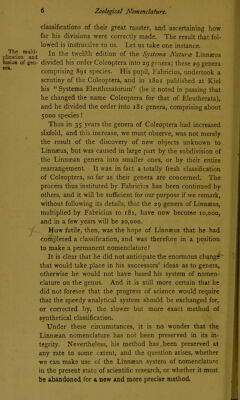 6 Zoological Nomenclature.
classifications of their great master, and ascertaining how
far his divisions were correctly made. The result that fol-
lowed is instructive to us. Let us take one instance.
The multi-
plication and
fusion of gen-
era.
In the twelfth edition of the Systema Naturæ Linnæus
divided his order Coleoptera into 29 genera; these 29 genera
comprising 891 species. His pupil, Fabricius, undertook a
scrutiny of the Coleoptera, and in 1801 published at Kiel
his "Systema Eleutheratorum" (be it noted in passing that
he changed the name Coleoptera for that of Eleutherata),
and he divided the order into 181 genera, comprising about
5000 species!
Thus in 35 years the genera of Coleoptera had increased
sixfold, and this increase, we must observe, was not merely
the result of the discovery of new objects unknown to
Linnæus, but was caused in large part by the subdivision of
the Linnæan genera into smaller ones, or by their entire
rearrangement. It was in fact a totally fresh classification
of Coleoptera, so far as their genera are concerned. The
process thus instituted by Fabricius has been continued by
others, and it will be sufficient for our purpose if we remark,
without following its details, that the 29 genera of Linnæus,
multiplied by Fabricius to 181, have now become 10,000,
and in a few years will be 20,000.
How futile, then, was the hope of Linnæus that he had
completed a classification, and was therefore in a position
to make a permanent nomenclature!
It is clear that he did not anticipate the enormous change
that would take place in his successors' ideas as to genera,
otherwise he would not have based his system of nomen-
clature on the genus. And it is still more certain that he
did not foresee that the progress of science would require
that the speedy analytical system should be exchanged for,
or corrected by, the slower but more exact method of
synthetical classification.
Under these circumstances, it is no wonder that the
Linnæan nomenclature has not been preserved in its in-
tegrity. Nevertheless, his method has been preserved at
any rate to some extent, and the question arises, whether
we can make use of the Linnæan system of nomenclature
in the present state of scientific research, or whether it must
be abandoned for a new and more precise method.